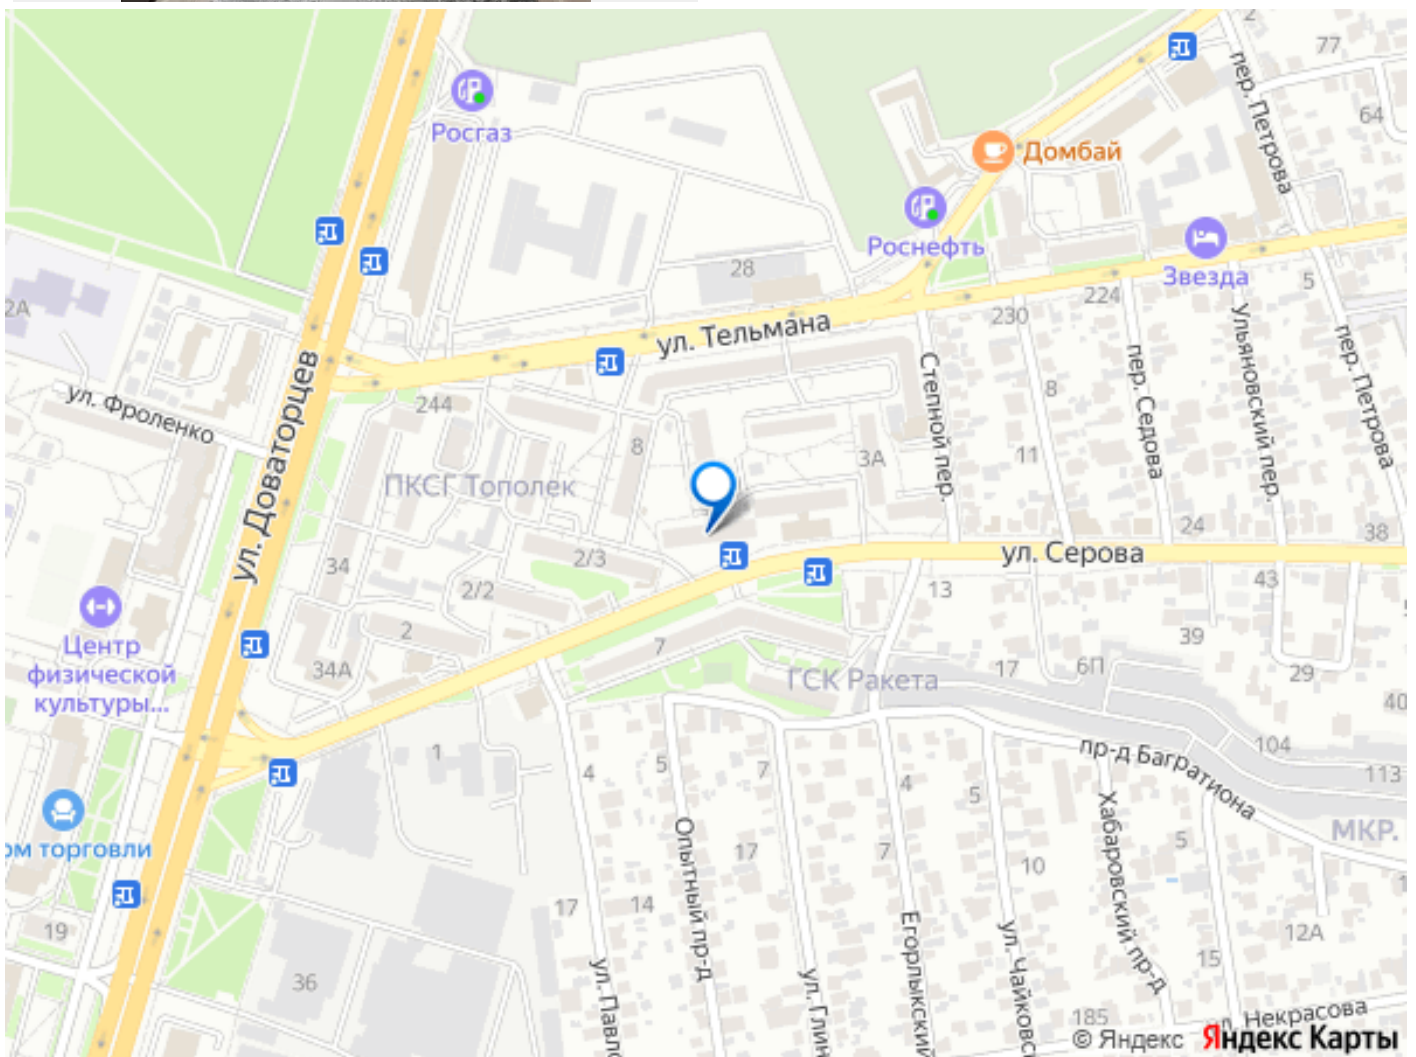 2
77
пер. Петрова
64
Росгаз
Домбай
Роснефть
28
Звезда
5
2А
ул. Тельмана
230
224
Ульяновский пер.
пер. Петрова
ул. Фроленко
ул. Доваторцев
244
8
Степной пер.
8
пер. Седова
3А
11
ПКСГ Тополек
3
24
38
ул. Серова
34
2/3
2/2
43
13
Центр
физической
культуры...
2
7
39
34А
ГСК Ракета
17
6П
29
40
1
4
5
7
4
5
пр-д Багратиона
104
113
ом торговли
МКР.
Опытный пр-д
17
7
10
Хабаровский пр-д
5
19
17
14
Егорлыкский
ул. Чайковс
12А
36
ул. Павло
ул. Глин
15
185
Некрасова
© Яндекс Яндекс Карты